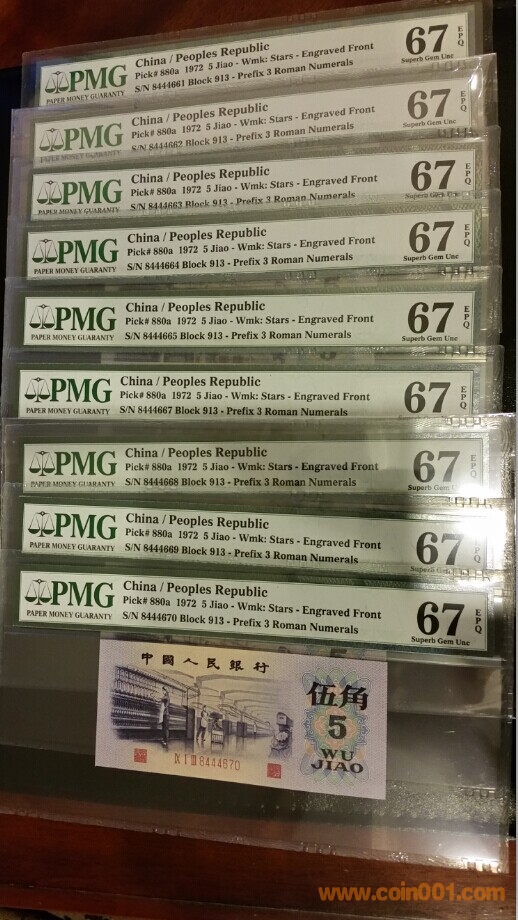 PMG
PAPER MONEY GUARANTY
China / Peoples Republic
Pick# 880a 1972 5 Jiao - Wmk: Stars - Engraved Front
S/N 8444661 Block 913 - Prefix 3 Roman Numerals
67 EPQ
Superb Gem Unc
PMG
PAPER MONEY GUARANTY
China / Peoples Republic
Pick# 880a 1972 5 Jiao - Wmk: Stars - Engraved Front
S/N 8444662 Block 913 - Prefix 3 Roman Numerals
67 EPQ
Superb Gem Unc
PMG
PAPER MONEY GUARANTY
China / Peoples Republic
Pick# 880a 1972 5 Jiao - Wmk: Stars - Engraved Front
S/N 8444663 Block 913 - Prefix 3 Roman Numerals
67 EPQ
Superb Gem Unc
PMG
PAPER MONEY GUARANTY
China / Peoples Republic
Pick# 880a 1972 5 Jiao - Wmk: Stars - Engraved Front
S/N 8444664 Block 913 - Prefix 3 Roman Numerals
67 EPQ
Superb Gem Unc
PMG
PAPER MONEY GUARANTY
China / Peoples Republic
Pick# 880a 1972 5 Jiao - Wmk: Stars - Engraved Front
S/N 8444665 Block 913 - Prefix 3 Roman Numerals
67 EPQ
Superb Gem Unc
PMG
PAPER MONEY GUARANTY
China / Peoples Republic
Pick# 880a 1972 5 Jiao - Wmk: Stars - Engraved Front
S/N 8444667 Block 913 - Prefix 3 Roman Numerals
67 EPQ
PMG
PAPER MONEY GUARANTY
China / Peoples Republic
Pick# 880a 1972 5 Jiao - Wmk: Stars - Engraved Front
S/N 8444668 Block 913 - Prefix 3 Roman Numerals
67 EPQ
Superb Gem Unc
PMG
PAPER MONEY GUARANTY
China / Peoples Republic
Pick# 880a 1972 5 Jiao - Wmk: Stars - Engraved Front
S/N 8444669 Block 913 - Prefix 3 Roman Numerals
67 EPQ
Superb Gem
PMG
PAPER MONEY GUARANTY
China / Peoples Republic
Pick# 880a 1972 5 Jiao - Wmk: Stars - Engraved Front
S/N 8444670 Block 913 - Prefix 3 Roman Numerals
67 EPQ
Superb Gem Unc
中國人民銀行
伍角
5
WU
JIAO
IX I III 8444670
www.coin001.com